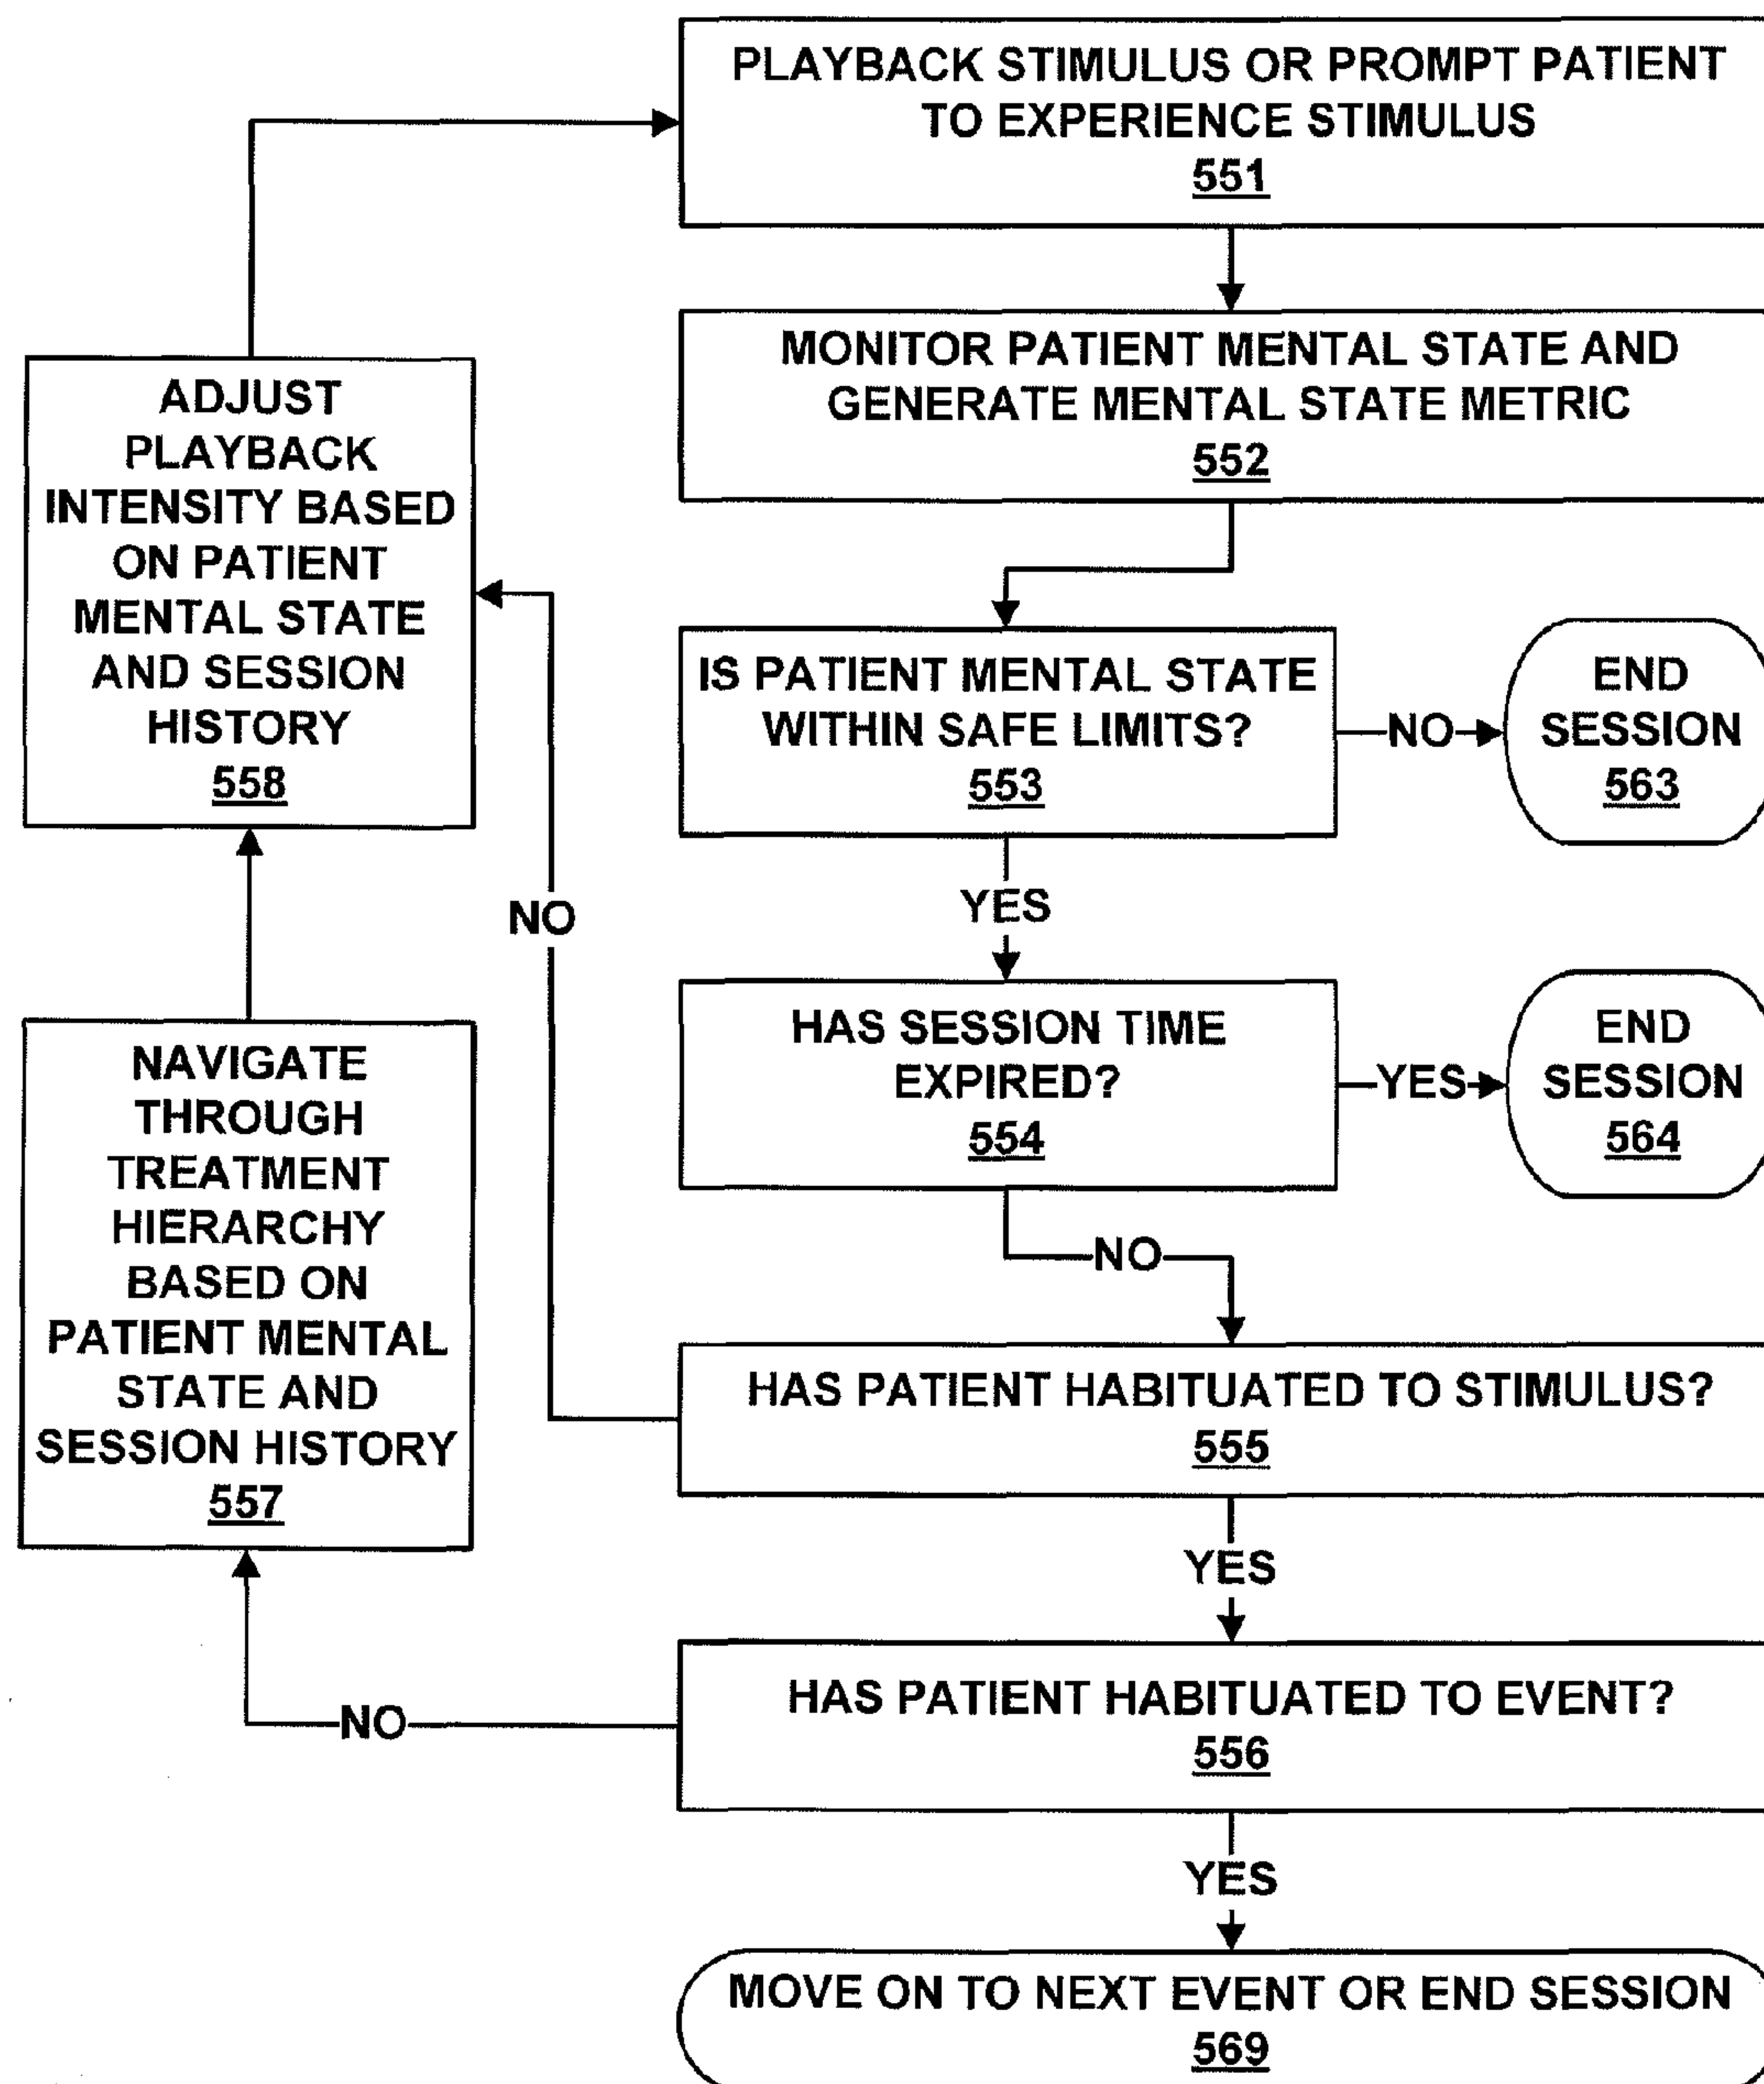 PLAYBACK STIMULUS OR PROMPT PATIENT
TO EXPERIENCE STIMULUS
551
MONITOR PATIENT MENTAL STATE AND
GENERATE MENTAL STATE METRIC
552
ADJUST
PLAYBACK
INTENSITY BASED
ON PATIENT
MENTAL STATE
AND SESSION
HISTORY
558
IS PATIENT MENTAL STATE
WITHIN SAFE LIMITS?
553
NO
END
SESSION
563
YES
NO
HAS SESSION TIME
EXPIRED?
554
YES
END
SESSION
564
NAVIGATE
THROUGH
TREATMENT
HIERARCHY
BASED ON
PATIENT MENTAL
STATE AND
SESSION HISTORY
557
NO
HAS PATIENT HABITUATED TO STIMULUS?
555
YES
HAS PATIENT HABITUATED TO EVENT?
556
NO
YES
MOVE ON TO NEXT EVENT OR END SESSION
569